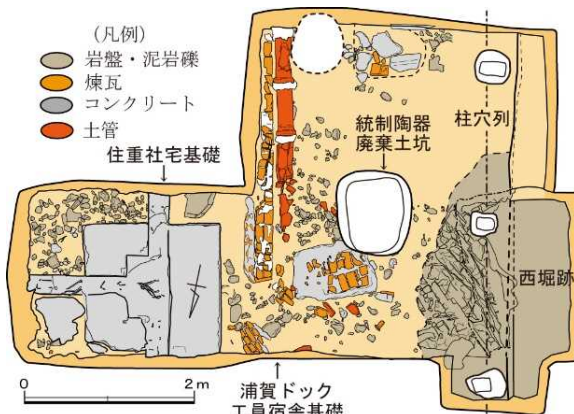 （凡例）
岩盤・泥岩礫
煉瓦
コンクリート
土管
住重社宅基礎
統制陶器
廃棄土坑
柱穴列
西堀跡
0 2m
浦賀ドック
工員宿舎基礎